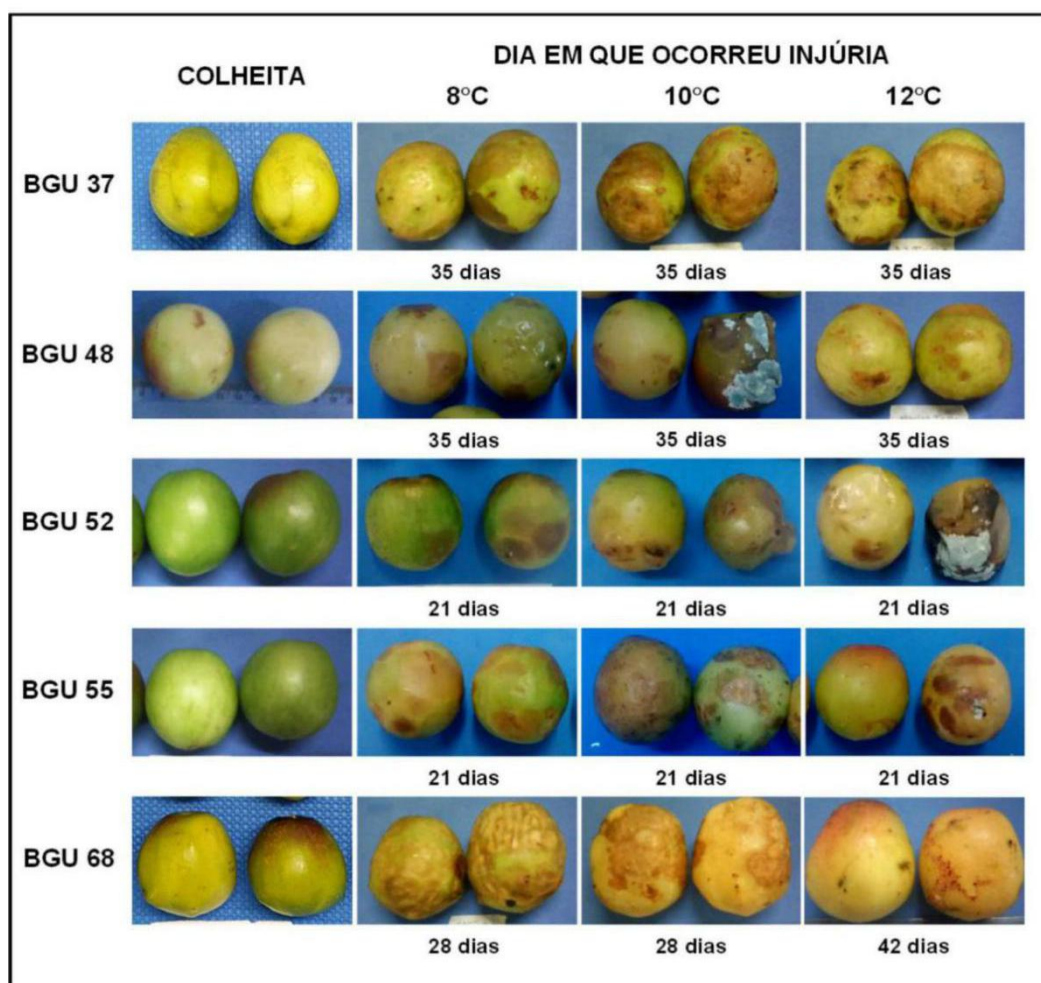 DIA EM QUE OCORREU INJÚRIA
COLHEITA
8°C 10°C 12°C
BGU 37
35 dias 35 dias 35 dias
BGU 48
35 dias 35 dias 35 dias
BGU 52
21 dias 21 dias 21 dias
BGU 55
21 dias 21 dias 21 dias
BGU 68
28 dias 28 dias 42 dias